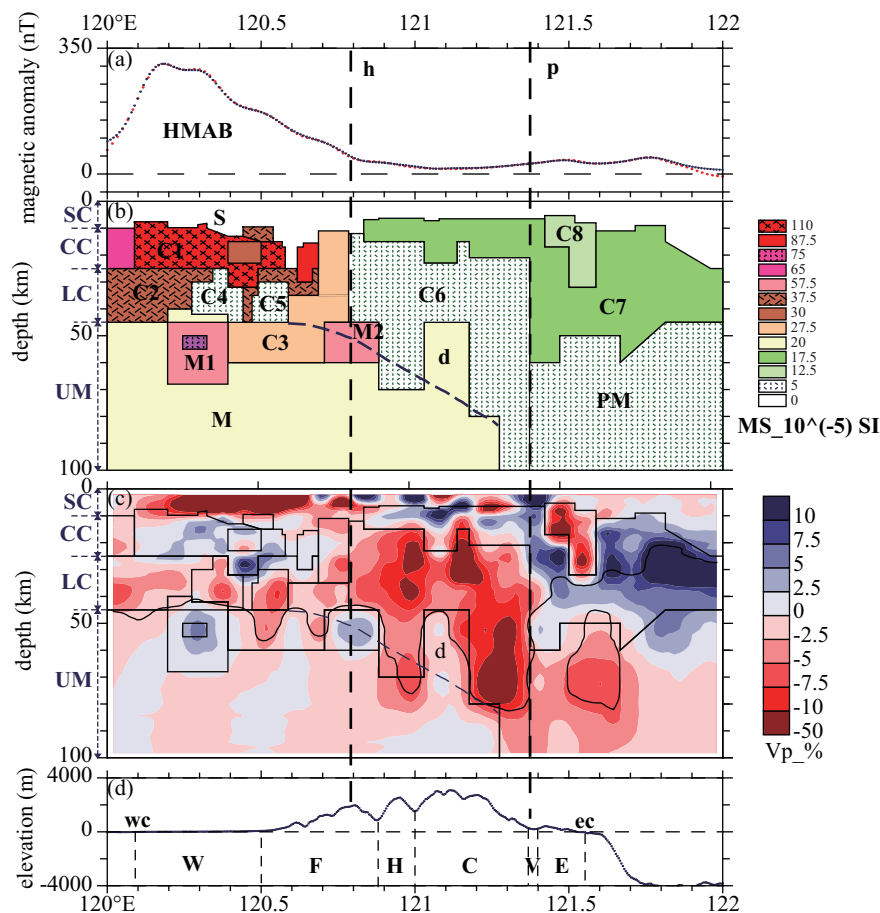 120°E 120.5 121 121.5 122
350
(a)
h
p
HMAB
0
magnetic anomaly (nT)
0
(b)
SC
CC
LC
UM
50
100
depth (km)
S
C1
C2
C4
C5
C6
C8
C7
M2
C3
M1
d
M
PM
110
87.5
75
65
57.5
37.5
30
27.5
20
17.5
12.5
5
0
MS_10^(-5) SI
0
(c)
SC
CC
LC
UM
50
100
depth (km)
d
10
7.5
5
2.5
0
-2.5
-5
-7.5
-10
-50
Vp_%
4000
(d)
0
-4000
elevation (m)
wc
ec
W F H C V E
120°E 120.5 121 121.5 122